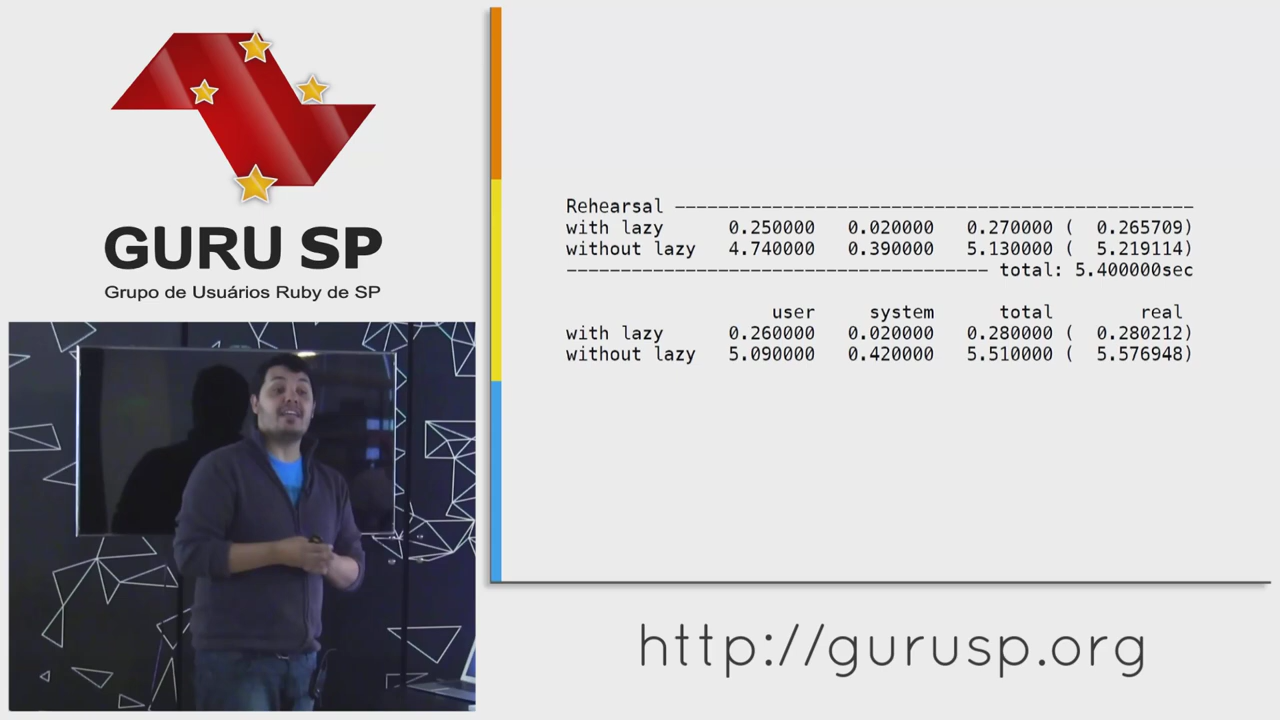 GURU SP
Grupo de Usuários Ruby de SP
Rehearsal ------------------------------------------------
with lazy      0.250000   0.020000   0.270000 (  0.265709)
without lazy   4.740000   0.390000   5.130000 (  5.219114)
--------------------------------------- total: 5.400000sec
user     system      total        real
with lazy      0.260000   0.020000   0.280000 (  0.280212)
without lazy   5.090000   0.420000   5.510000 (  5.576948)
http://gurusp.org